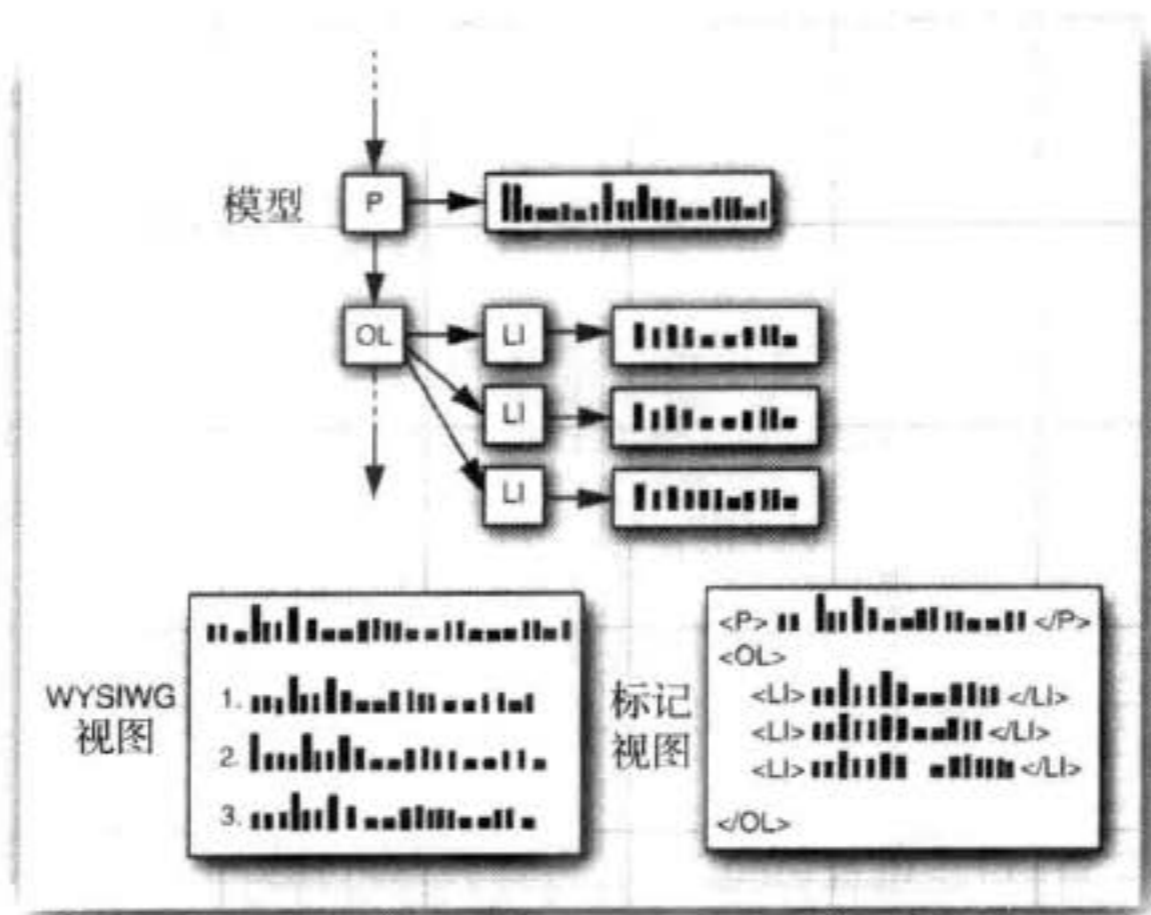 模型
P
OL
LI
LI
LI
WYSIWG
视图
1.
2.
3.
标记
视图
<P> </P>
<OL>
<LI> </LI>
<LI> </LI>
<LI> </LI>
</OL>